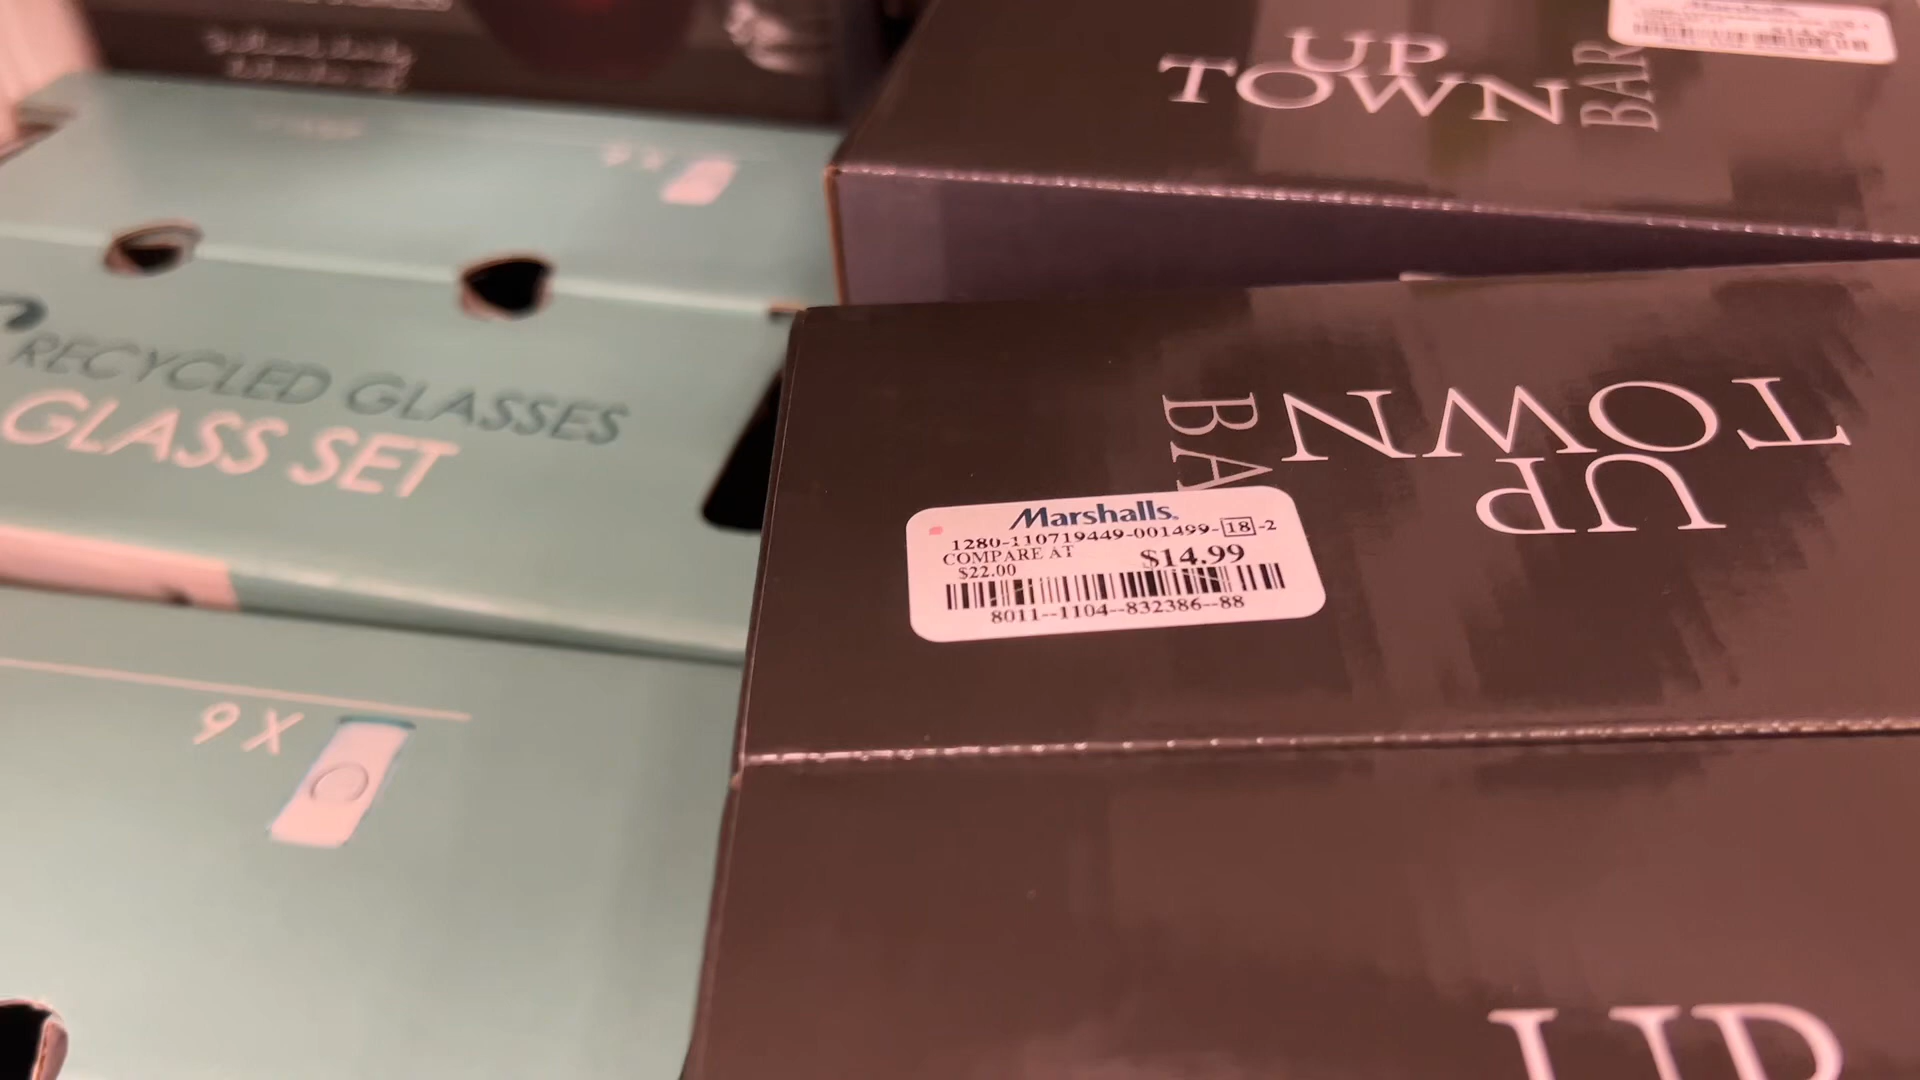 UP
TOWN
BAR
RECYCLED GLASSES
GLASS SET
TOWN
UP
BA
Marshalls.
1280-110719449-001499-18-2
COMPARE AT
$14.99
$22.00
8011--1104--832386--88
6 X
UP